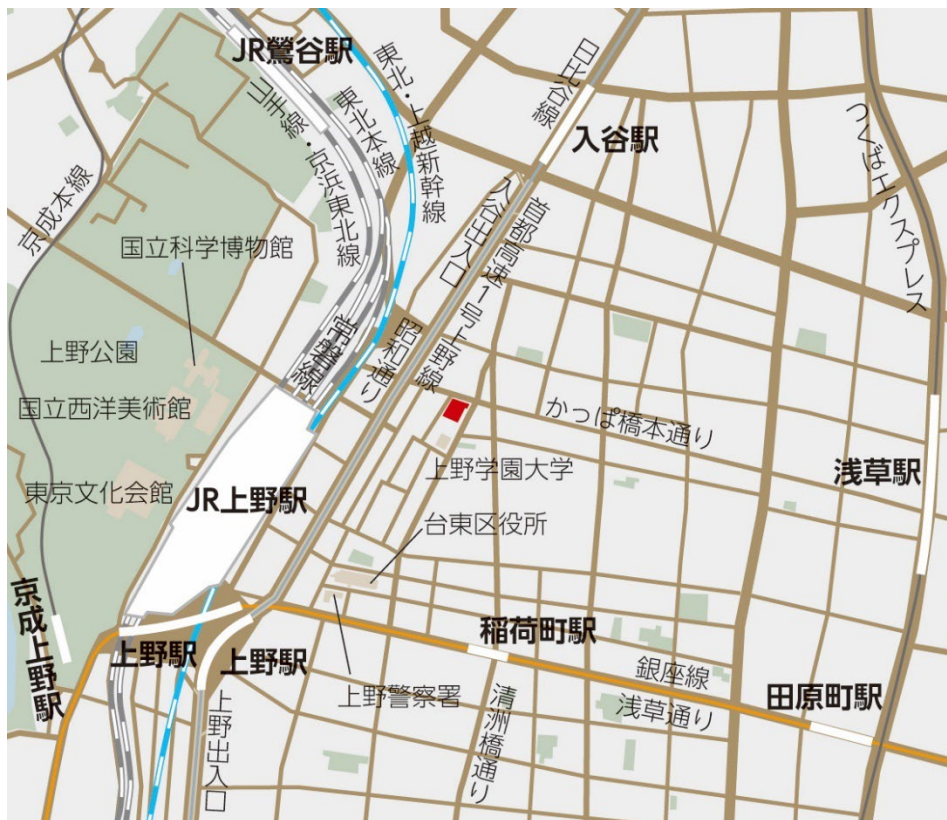 JR鶯谷駅
山手線・京浜東北線
東北本線
東北・上越新幹線
日比谷線
入谷駅
つくばエクスプレス
京成本線
国立科学博物館
入谷出入口
首都高速1号上野線
上野公園
常磐線
昭和通り
国立西洋美術館
かっぱ橋本通り
東京文化会館
JR上野駅
上野学園大学
浅草駅
台東区役所
京成上野駅
上野駅
上野駅
稲荷町駅
上野警察署
銀座線
浅草通り
田原町駅
清洲橋通り
上野出入口